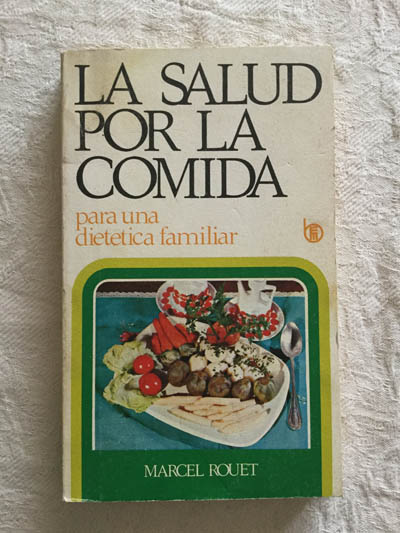 LA SALUD
POR LA
COMIDA
para una
dietetica familiar
MARCEL ROUET